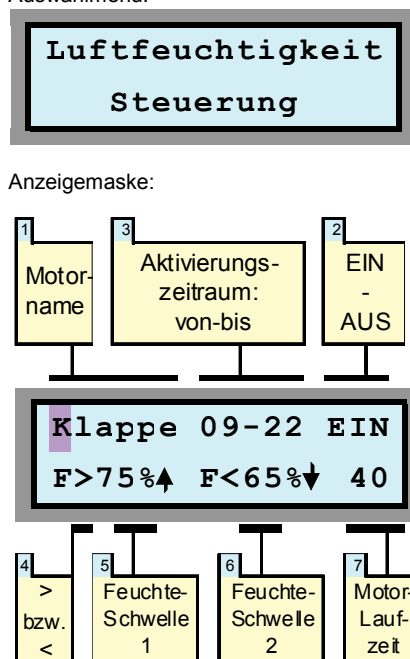 Luftfeuchtigkeit
Steuerung
Anzeigemaske:
1
Motor-
name
3
Aktivierungs-
zeitraum:
von-bis
2
EIN
-
AUS
Klappe 09-22 EIN
F>75%↑ F<65%↓ 40
4
>
bzw.
<
5
Feuchte-
Schwelle
1
6
Feuchte-
Schwelle
2
7
Motor-
Lauf-
zeit